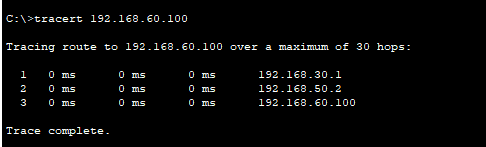 C:\>tracert 192.168.60.100
Tracing route to 192.168.60.100 over a maximum of 30 hops:
1 0 ms 0 ms 0 ms 192.168.30.1
2 0 ms 0 ms 0 ms 192.168.50.2
3 0 ms 0 ms 0 ms 192.168.60.100
Trace complete.